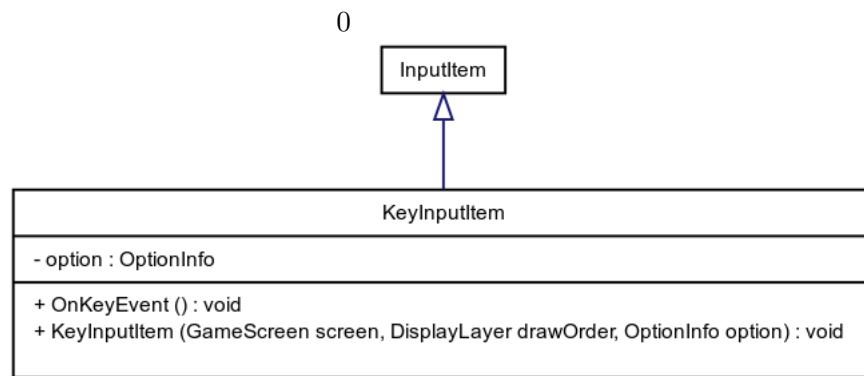 0
InputItem
KeyInputItem
- option : OptionInfo
+ OnKeyEvent () : void
+ KeyInputItem (GameScreen screen, DisplayLayer drawOrder, OptionInfo option) : void